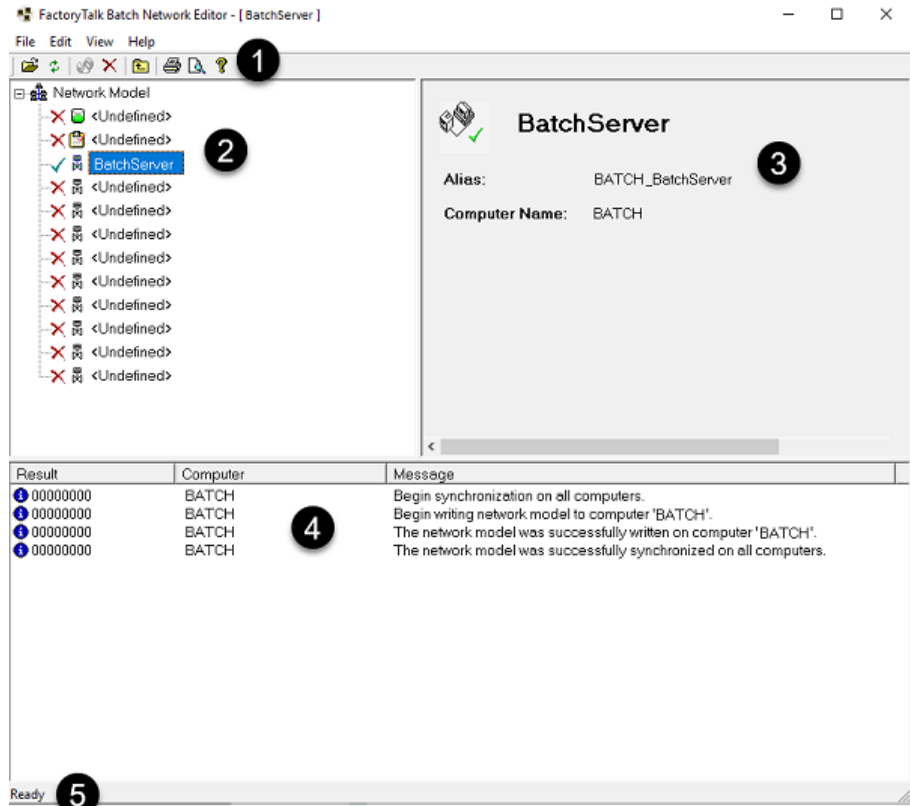 FactoryTalk Batch Network Editor - [ BatchServer ]
File Edit View Help
1
Network Model
<Undefined>
<Undefined>
2
BatchServer
<Undefined>
<Undefined>
<Undefined>
<Undefined>
<Undefined>
<Undefined>
<Undefined>
<Undefined>
<Undefined>
BatchServer
3
Alias: BATCH_BatchServer
Computer Name: BATCH
Result Computer Message
00000000 BATCH Begin synchronization on all computers.
00000000 BATCH Begin writing network model to computer 'BATCH'.
4
00000000 BATCH The network model was successfully written on computer 'BATCH'.
00000000 BATCH The network model was successfully synchronized on all computers.
Ready
5